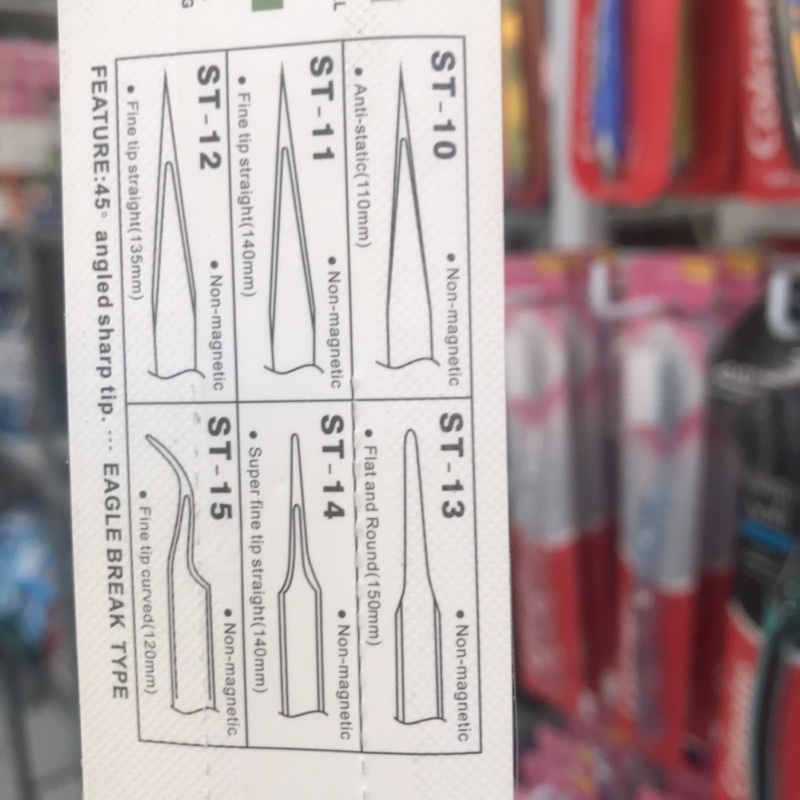 ST-10
• Non-magnetic
• Anti-static(110mm)
ST-13
• Non-magnetic
• Flat and Round(150mm)
ST-11
• Non-magnetic
• Fine tip straight(140mm)
ST-14
• Non-magnetic
• Super fine tip straight(140mm)
ST-12
• Non-magnetic
• Fine tip straight(135mm)
ST-15
• Non-magnetic
• Fine tip curved(120mm)
FEATURE:45° angled sharp tip. ··· EAGLE BREAK TYPE